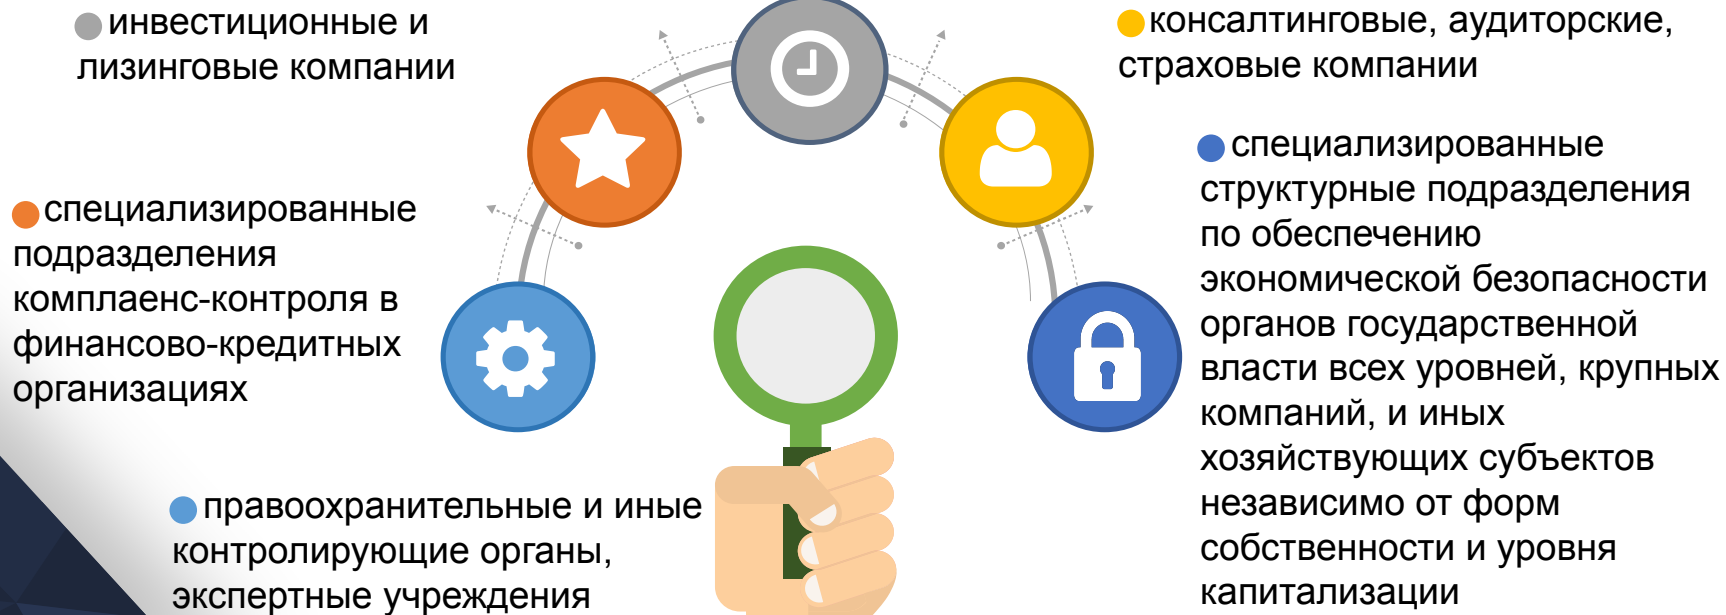 инвестиционные и
лизинговые компании
консалтинговые, аудиторские,
страховые компании
специализированные
подразделения
комплаенс-контроля в
финансово-кредитных
организациях
специализированные
структурные подразделения
по обеспечению
экономической безопасности
органов государственной
власти всех уровней, крупных
компаний, и иных
хозяйствующих субъектов
независимо от форм
собственности и уровня
капитализации
правоохранительные и иные
контролирующие органы,
экспертные учреждения